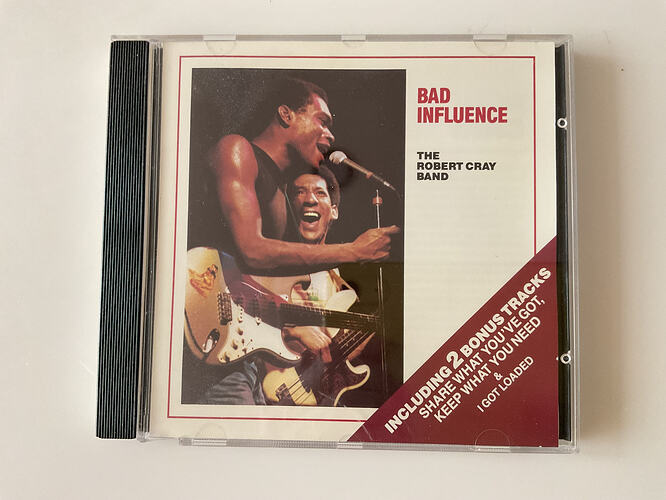 BAD
INFLUENCE
THE
ROBERT CRAY
BAND
INCLUDING 2 BONUS TRACKS
SHARE WHAT YOU'VE GOT,
KEEP WHAT YOU NEED
&
I GOT LOADED